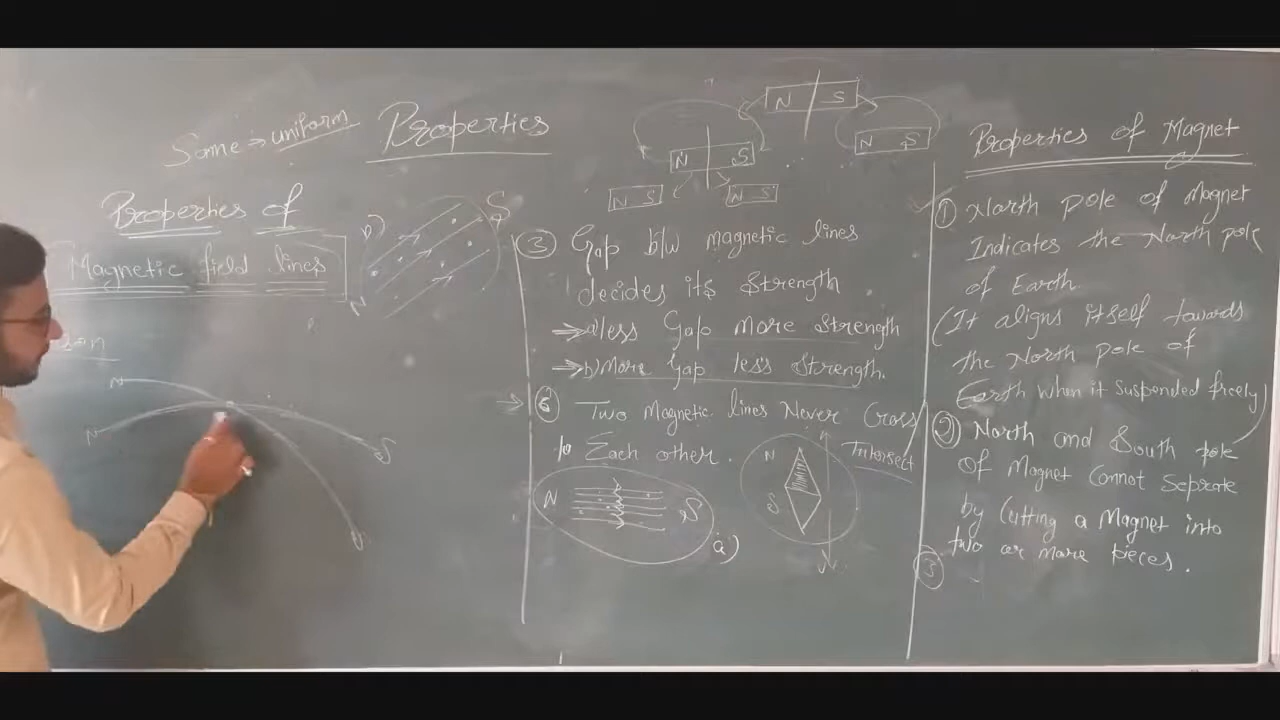 Same → uniform
Properties
Properties of
Magnetic field lines
b)
S
N
N
N
S
S
N S
N S
N S
N S
N S
③ Gap b/w magnetic lines
decides its Strength
⇒ a) less Gap more Strength
⇒ b) More Gap less Strength.
→ ⑥ Two Magnetic lines Never Cross
to Each other.
Intersect
N
S
a)
N
S
Properties of Magnet
① North pole of Magnet
Indicates the North pole
of Earth.
(It aligns itself towards
the North pole of
Earth when it suspended freely)
② North and South pole
of Magnet Cannot Seprate
by Cutting a Magnet into
two or more pieces.
③